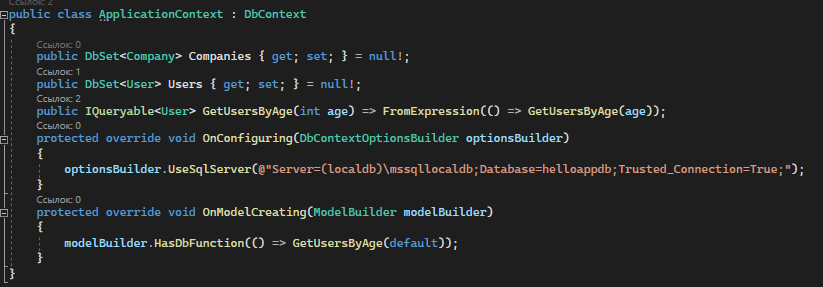 Ссылок: 2
public class ApplicationContext : DbContext
{
Ссылок: 0
public DbSet<Company> Companies { get; set; } = null!;
Ссылок: 1
public DbSet<User> Users { get; set; } = null!;
Ссылок: 2
public IQueryable<User> GetUsersByAge(int age) => FromExpression(() => GetUsersByAge(age));
Ссылок: 0
protected override void OnConfiguring(DbContextOptionsBuilder optionsBuilder)
{
optionsBuilder.UseSqlServer(@"Server=(localdb)\mssqllocaldb;Database=helloappdb;Trusted_Connection=True;");
}
Ссылок: 0
protected override void OnModelCreating(ModelBuilder modelBuilder)
{
modelBuilder.HasDbFunction(() => GetUsersByAge(default));
}
}